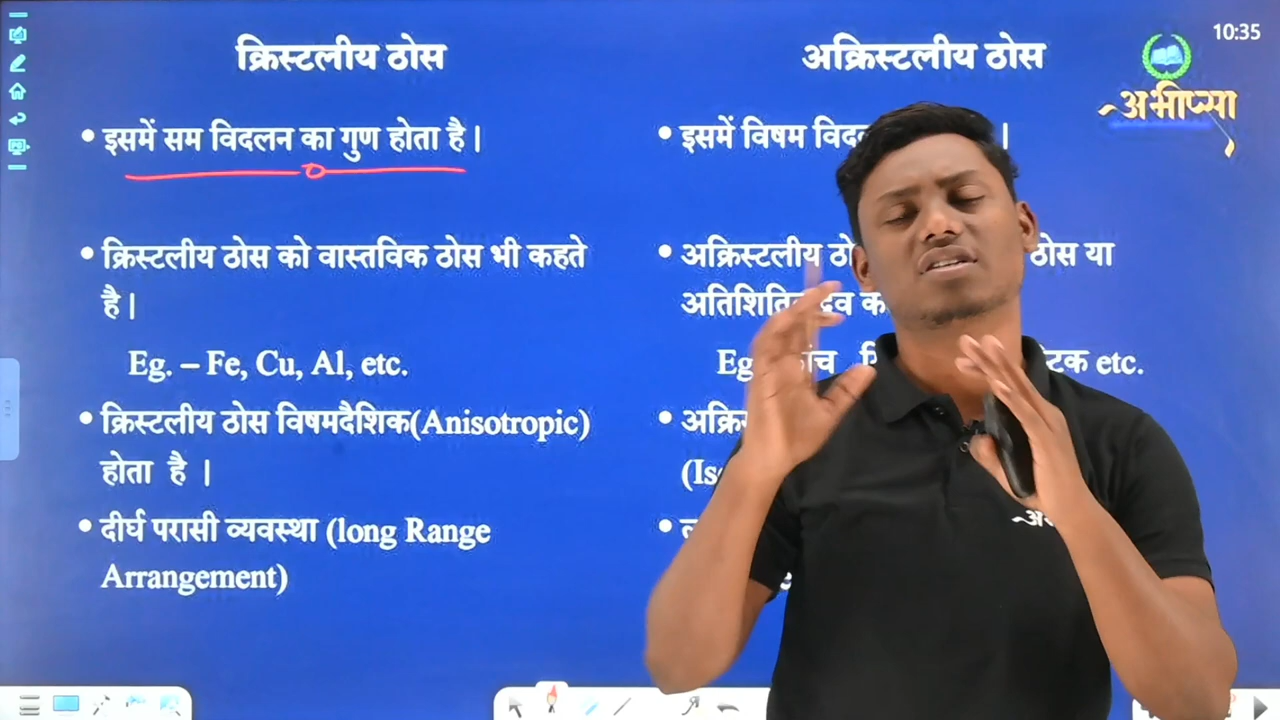 क्रिस्टलीय ठोस
अक्रिस्टलीय ठोस
10:35
अभीप्सा
• इसमें सम विदलन का गुण होता है |
• इसमें विषम |
• क्रिस्टलीय ठोस को वास्तविक ठोस भी कहते
है |
• अक्रिस्टलीय ठोस या
द्रव
Eg. – Fe, Cu, Al, etc.
Eg etc.
• क्रिस्टलीय ठोस विषमदैशिक(Anisotropic)
होता है |
• दीर्घ परासी व्यवस्था (long Range
Arrangement)